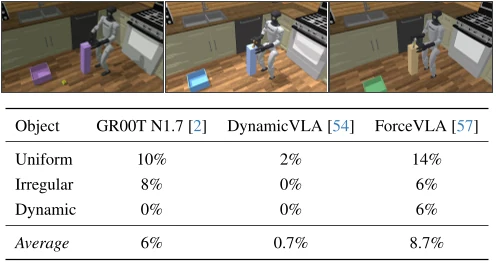 Object GR00T N1.7 [2] DynamicVLA [54] ForceVLA [57]
Uniform 10% 2% 14%
Irregular 8% 0% 6%
Dynamic 0% 0% 6%
Average 6% 0.7% 8.7%